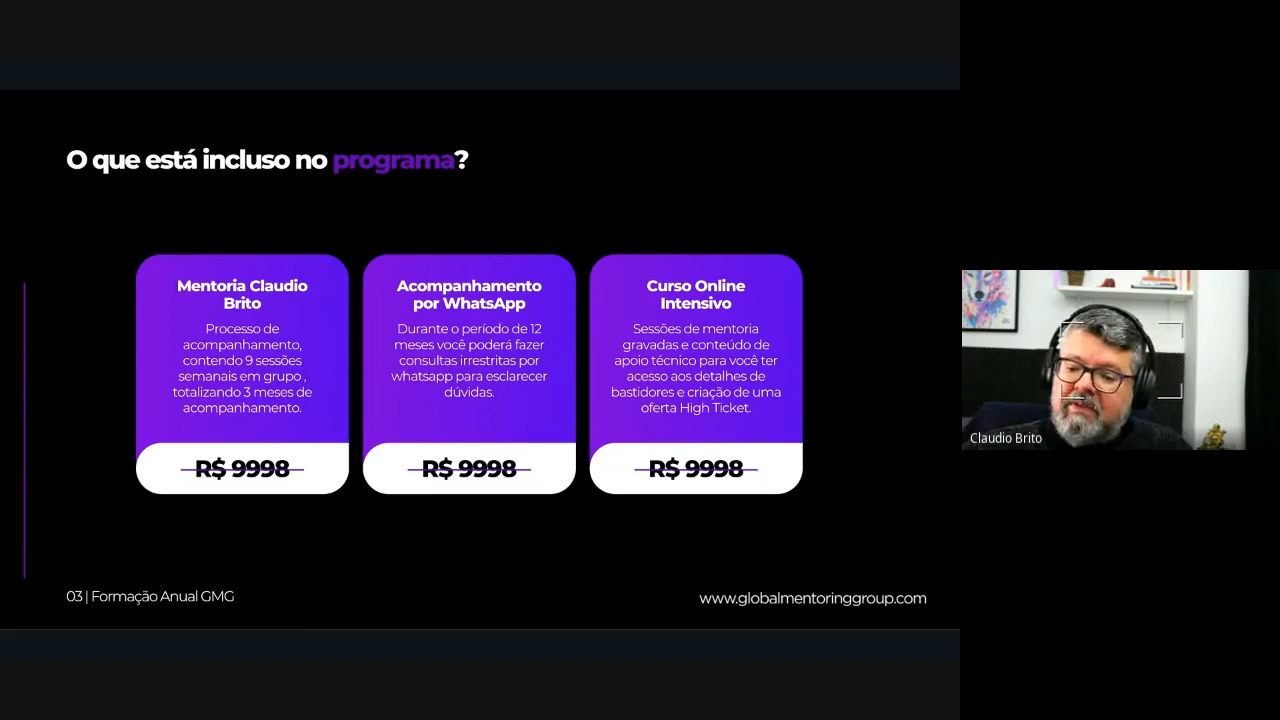 O que está incluso no programa?
Mentoria Claudio
Brito
Processo de
acompanhamento,
contendo 9 sessões
semanais em grupo ,
totalizando 3 meses de
acompanhamento.
R$ 9998
Acompanhamento
por WhatsApp
Durante o período de 12
meses você poderá fazer
consultas irrestritas por
whatsapp para esclarecer
dúvidas.
R$ 9998
Curso Online
Intensivo
Sessões de mentoria
gravadas e conteúdo de
apoio técnico para você ter
acesso aos detalhes de
bastidores e criação de uma
oferta High Ticket.
R$ 9998
03 | Formação Anual GMG
www.globalmentoringgroup.com
Claudio Brito